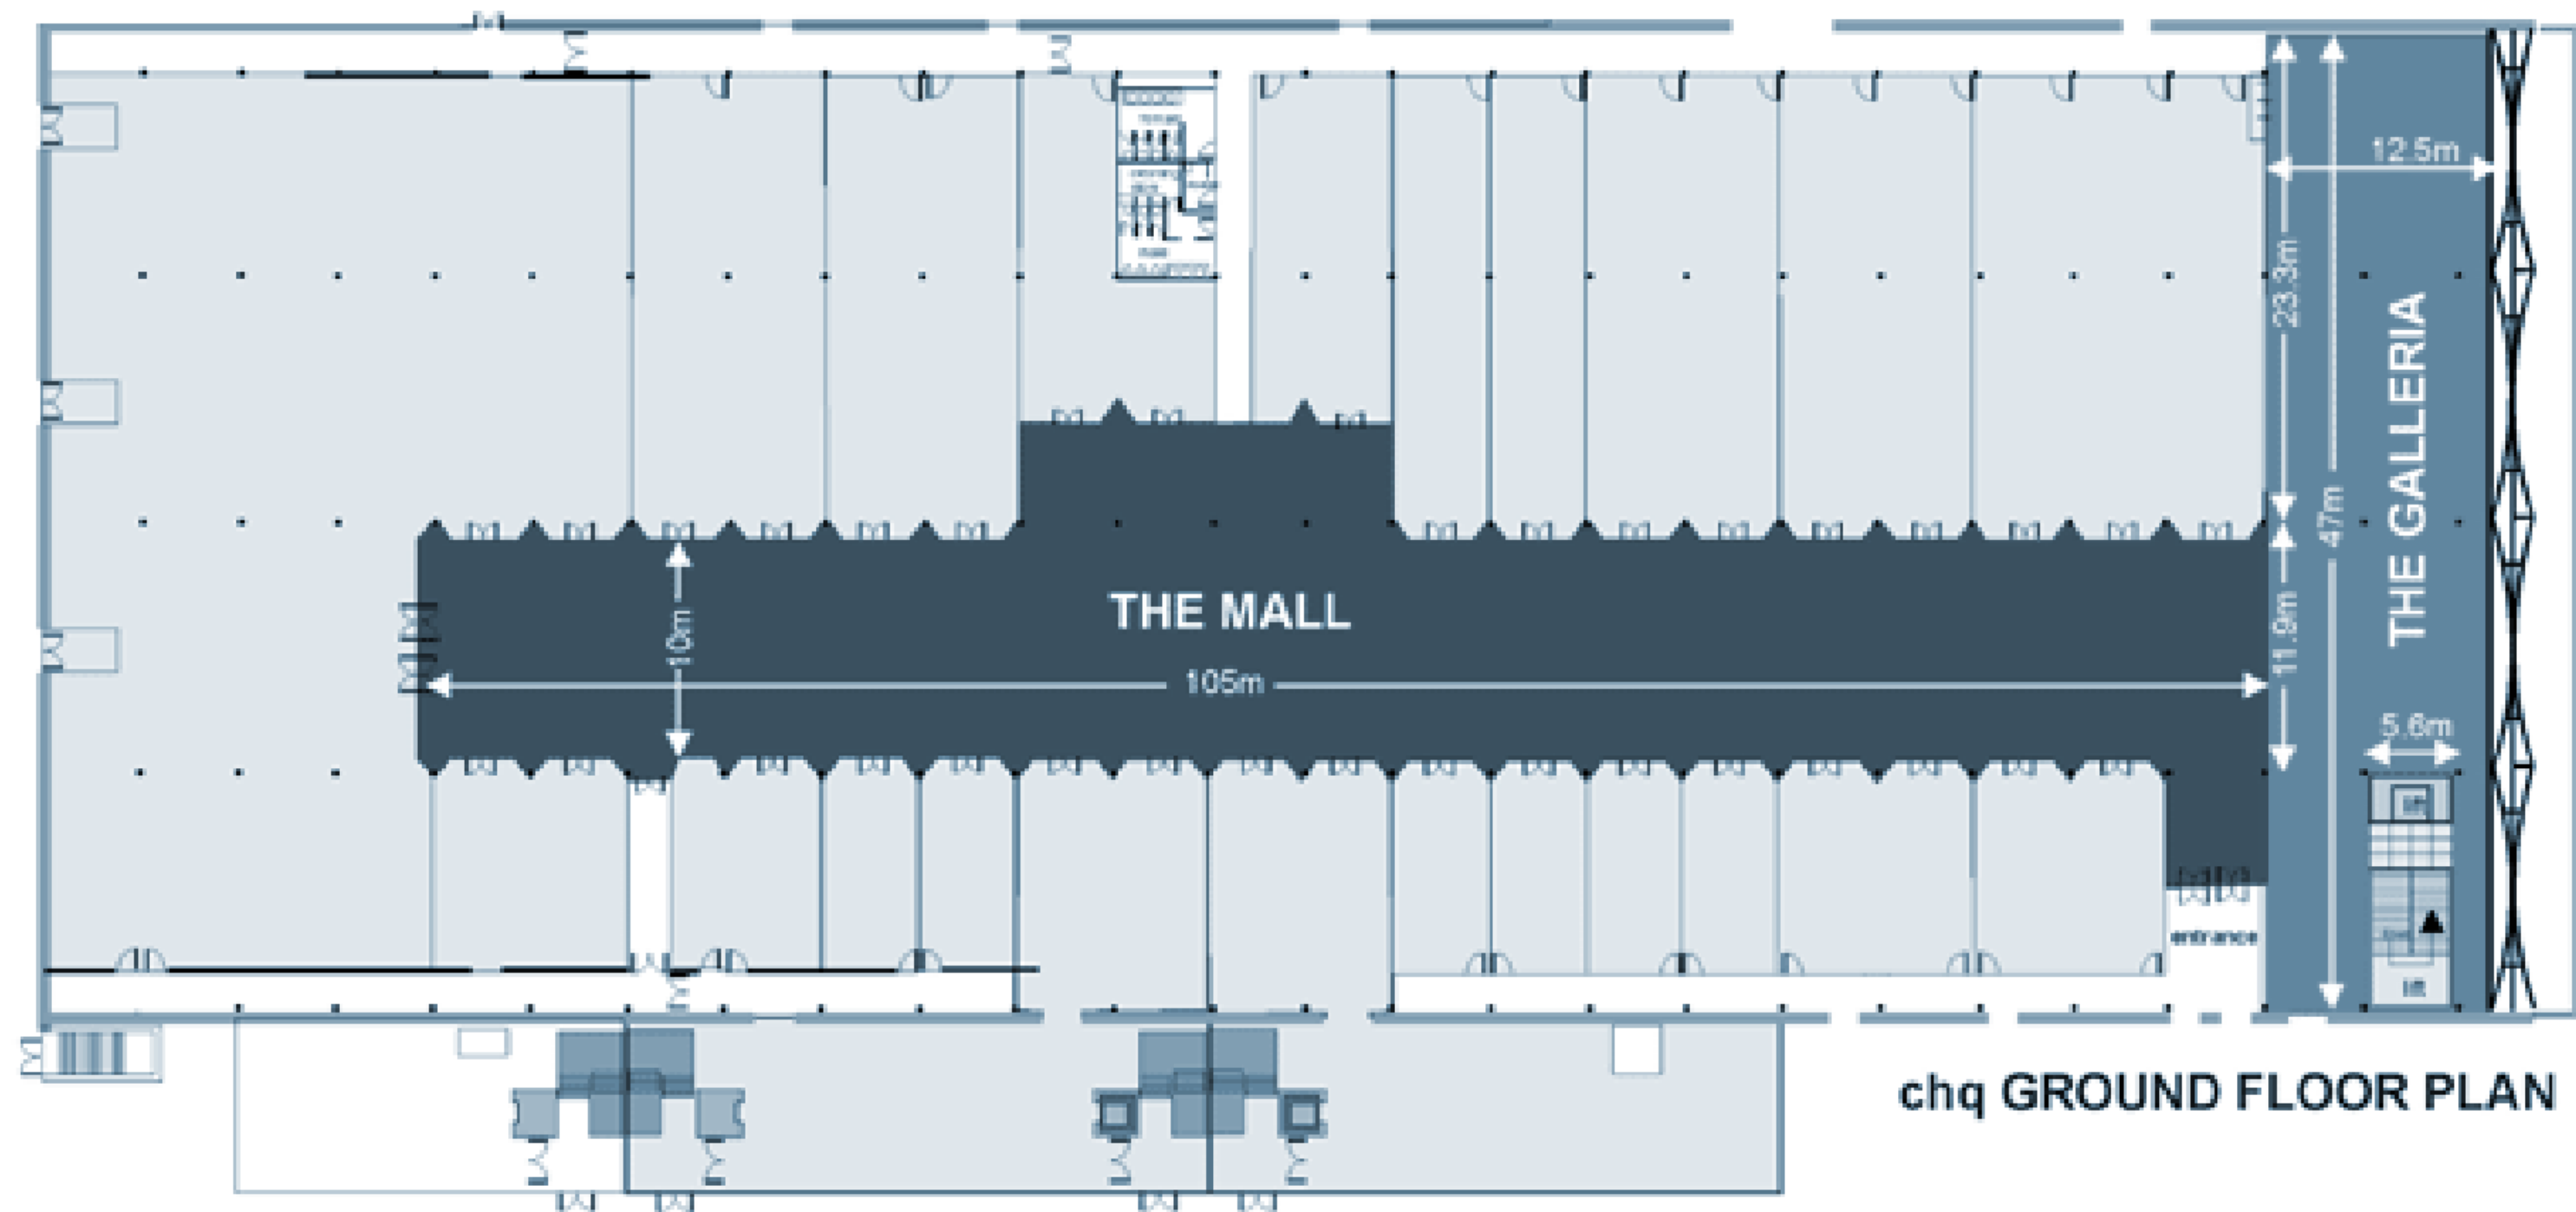 12.5m
23.3m
47m
THE GALLERIA
THE MALL
10m
105m
11.9m
5.6m
lift
entrance
lift
chq GROUND FLOOR PLAN